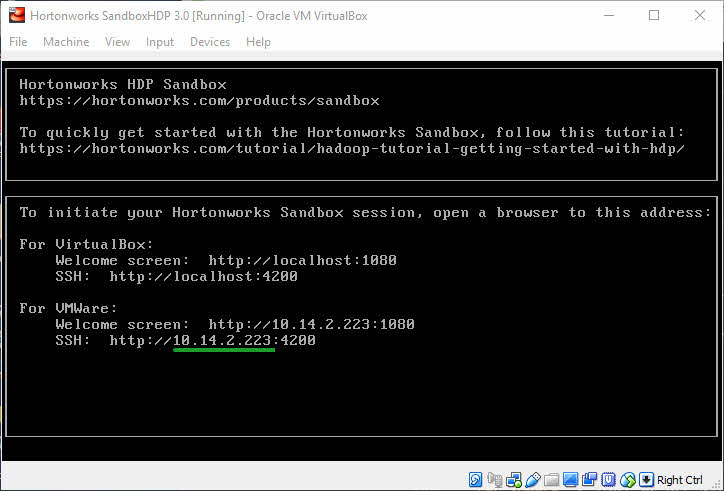 Hortonworks SandboxHDP 3.0 [Running] - Oracle VM VirtualBox
File Machine View Input Devices Help
Hortonworks HDP Sandbox
https://hortonworks.com/products/sandbox
To quickly get started with the Hortonworks Sandbox, follow this tutorial:
https://hortonworks.com/tutorial/hadoop-tutorial-getting-started-with-hdp/
To initiate your Hortonworks Sandbox session, open a browser to this address:
For VirtualBox:
Welcome screen: http://localhost:1080
SSH: http://localhost:4200
For VMWare:
Welcome screen: http://10.14.2.223:1080
SSH: http://10.14.2.223:4200
Right Ctrl